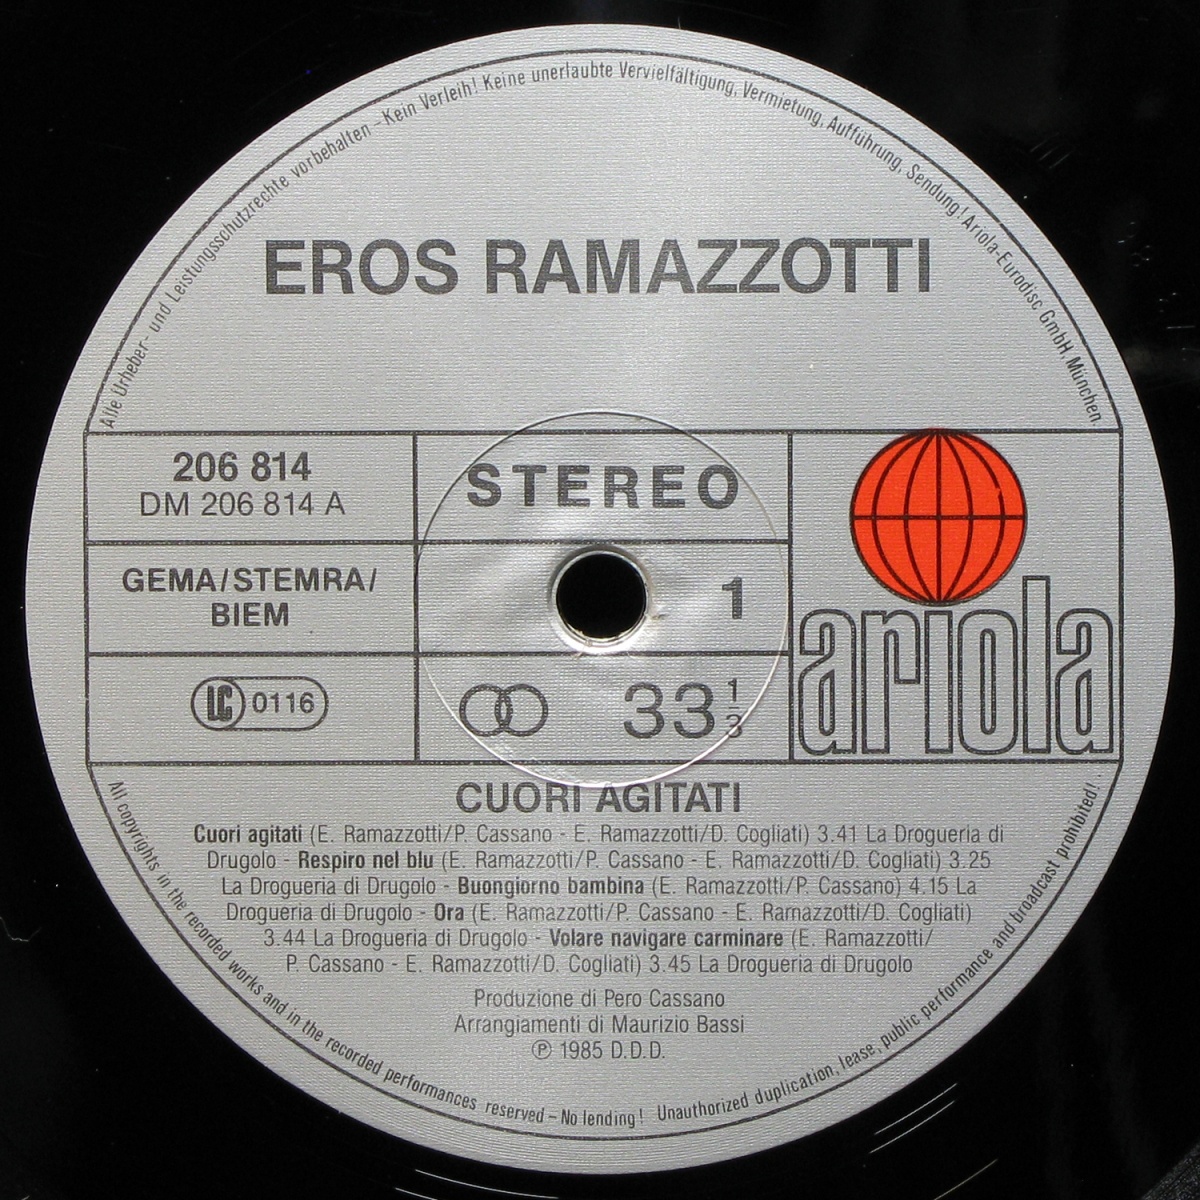 Alle Urheber- und Leistungsschutzrechte vorbehalten – Kein Verleih! Keine unerlaubte Vervielfältigung, Vermietung, Aufführung, Sendung! Ariola-Eurodisc GmbH, München
EROS RAMAZZOTTI
206 814
DM 206 814 A
STEREO
GEMA/STEMRA/
BIEM
1
LC 0116
33 1/3
ariola
CUORI AGITATI
Cuori agitati (E. Ramazzotti/P. Cassano - E. Ramazzotti/D. Cogliati) 3.41 La Drogueria di
Drugolo - Respiro nel blu (E. Ramazzotti/P. Cassano - E. Ramazzotti/D. Cogliati) 3.25
La Drogueria di Drugolo - Buongiorno bambina (E. Ramazzotti/P. Cassano) 4.15 La
Drogueria di Drugolo - Ora (E. Ramazzotti/P. Cassano - E. Ramazzotti/D. Cogliati)
3.44 La Drogueria di Drugolo - Volare navigare carminare (E. Ramazzotti/
P. Cassano - E. Ramazzotti/D. Cogliati) 3.45 La Drogueria di Drugolo
Produzione di Pero Cassano
Arrangiamenti di Maurizio Bassi
℗ 1985 D.D.D.
All copyrights in the recorded works and in the recorded performances reserved – No lending! Unauthorized duplication, lease, public performance and broadcast prohibited!